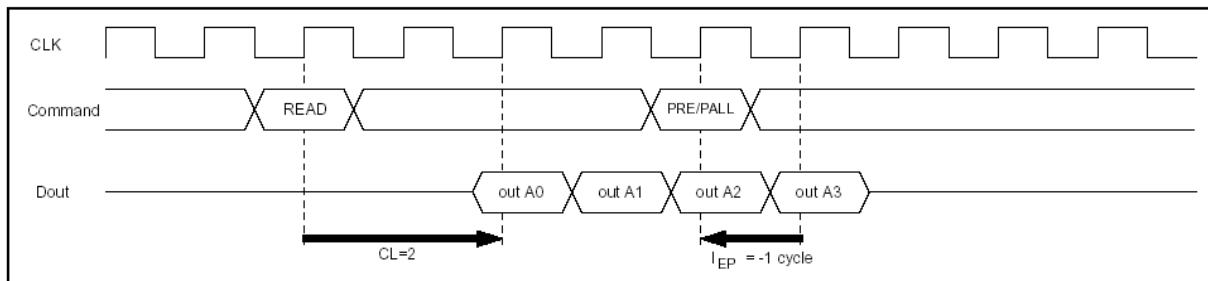 CLK
Command READ PRE/PALL
Dout out A0 out A1 out A2 out A3
CL=2 lEP = -1 cycle